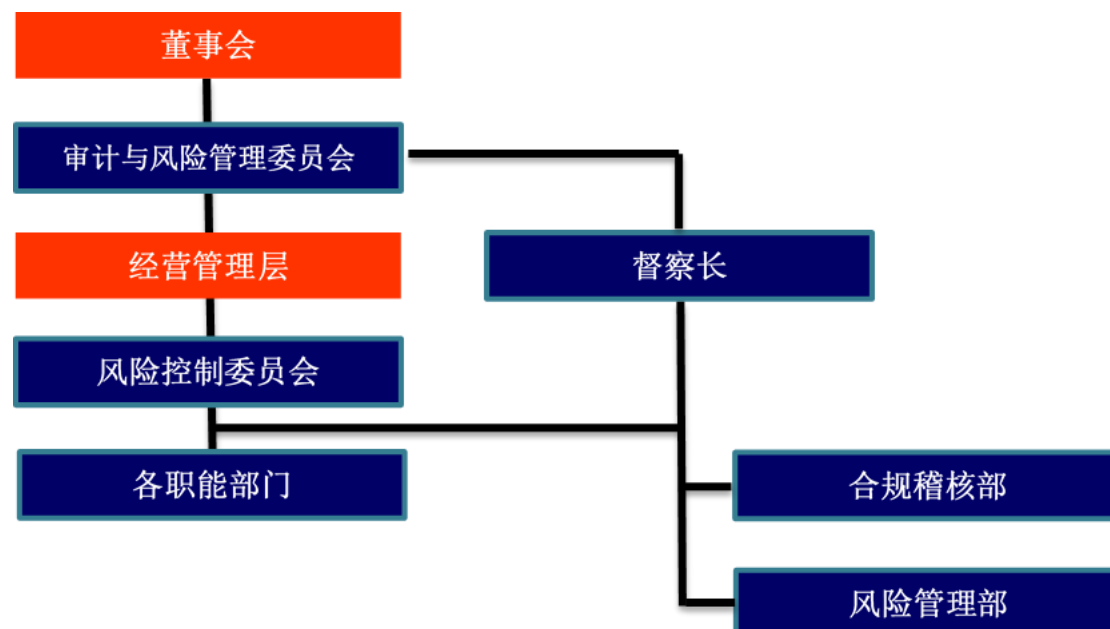 董事会
审计与风险管理委员会
经营管理层
督察长
风险控制委员会
各职能部门
合规稽核部
风险管理部